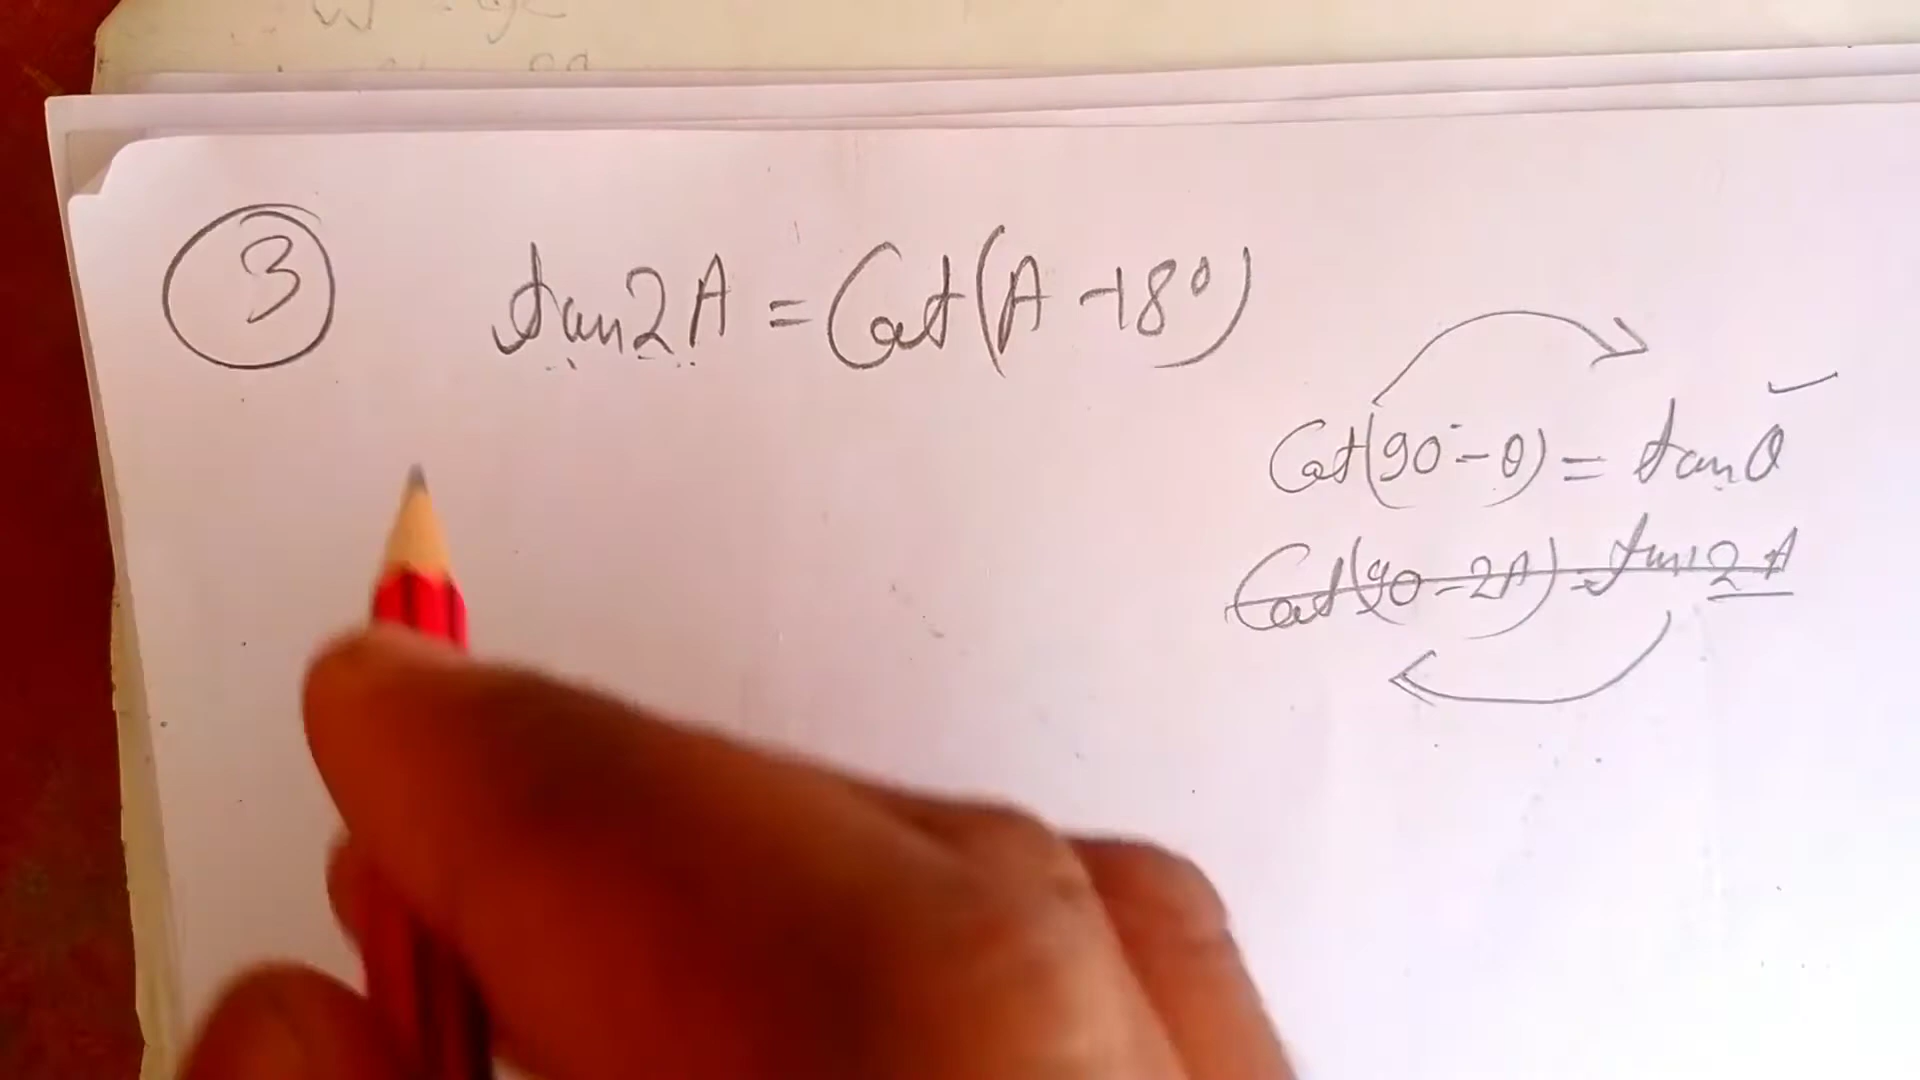 ③ tan2A = Cot(A-18°)
Cot(90°-θ) = tanθ
Cot(90-2A) = tan2A